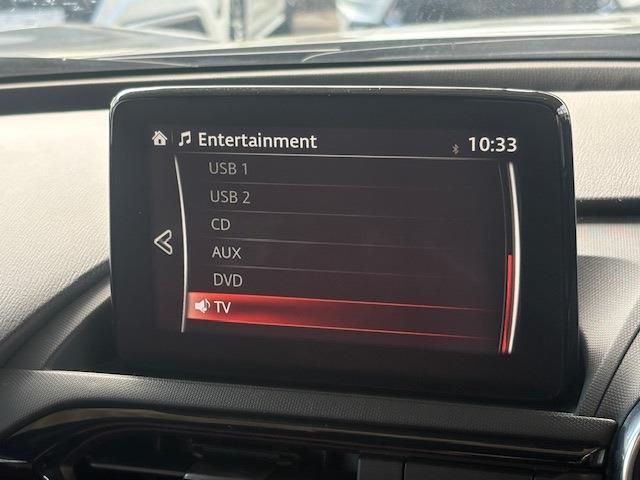 Entertainment 10:33
USB 1
USB 2
CD
AUX
DVD
TV